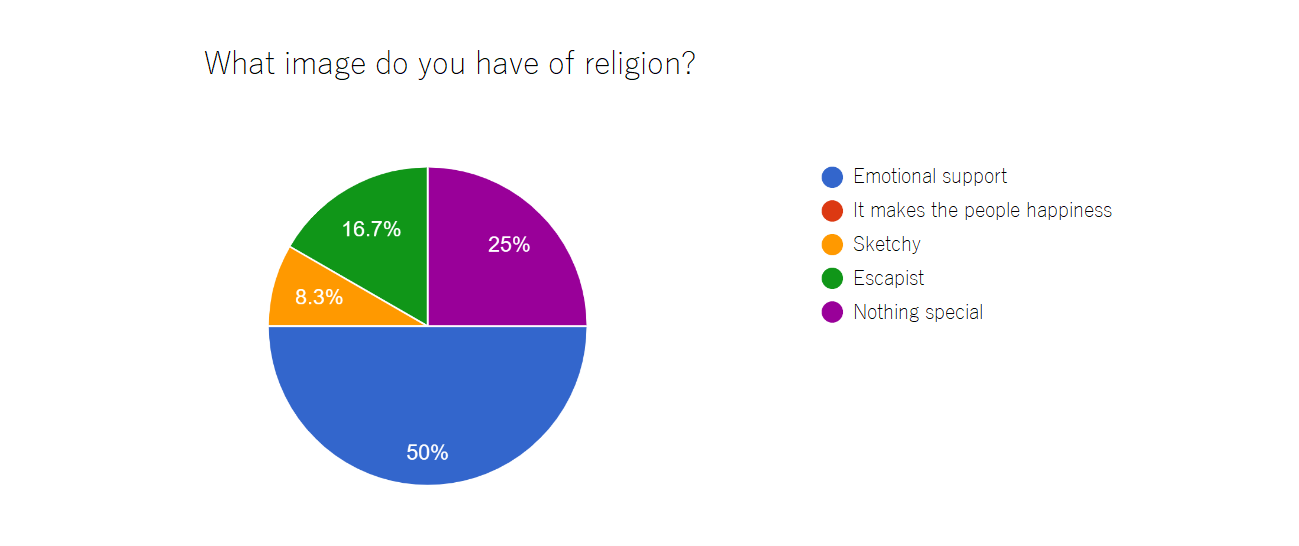 What image do you have of religion?
Emotional support
It makes the people happiness
Sketchy
Escapist
Nothing special
16.7%
25%
8.3%
50%